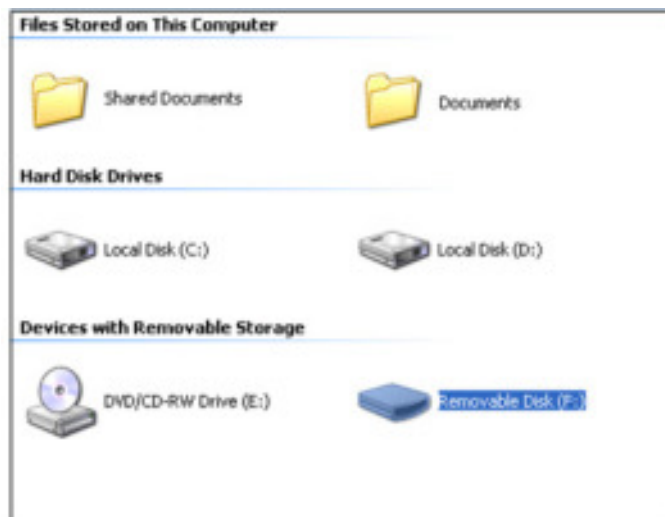 Files Stored on This Computer
Shared Documents
Documents
Hard Disk Drives
Local Disk (C:)
Local Disk (D:)
Devices with Removable Storage
DVD/CD-RW Drive (E:)
Removable Disk (F:)